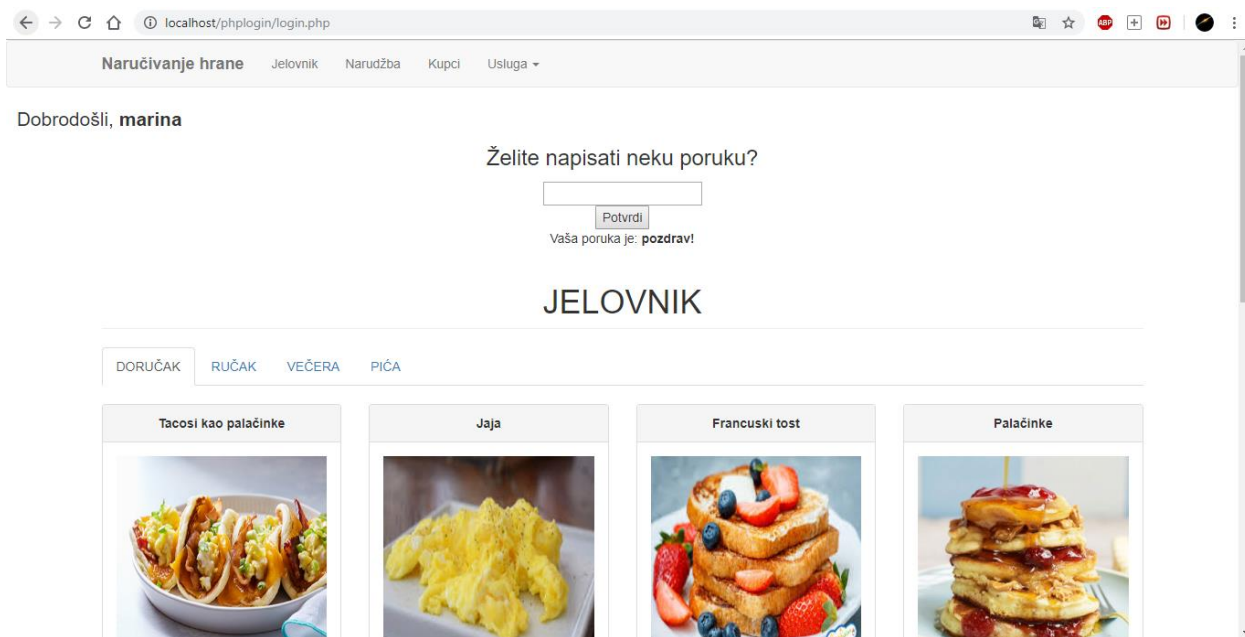 localhost/phplogin/login.php
ABP
Naručivanje hrane Jelovnik Narudžba Kupci Usluga
Dobrodošli, marina
Želite napisati neku poruku?
Potvrdi
Vaša poruka je: pozdrav!
JELOVNIK
DORUČAK RUČAK VEČERA PIĆA
Tacosi kao palačinke Jaja Francuski tost Palačinke